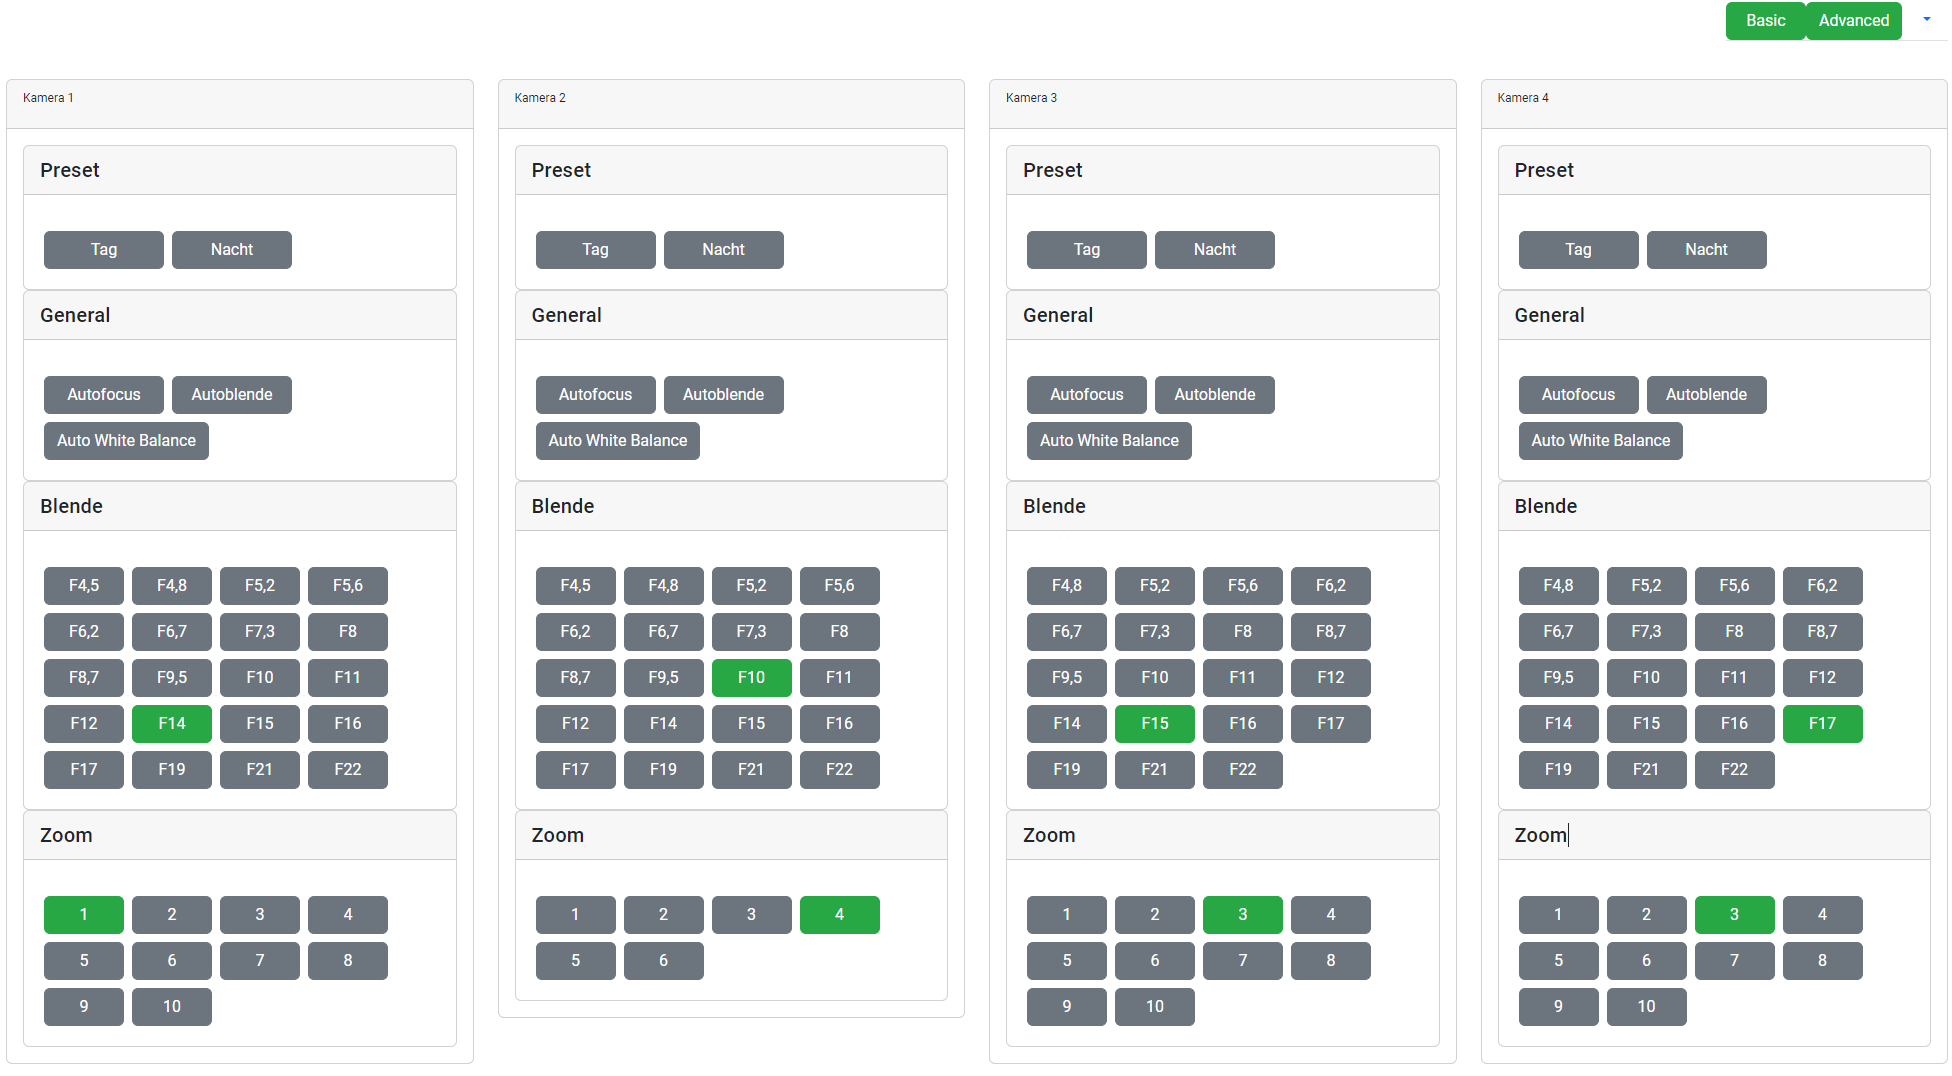 Basic Advanced
Kamera 1
Preset
Tag Nacht
General
Autofocus Autoblende
Auto White Balance
Blende
F4,5 F4,8 F5,2 F5,6
F6,2 F6,7 F7,3 F8
F8,7 F9,5 F10 F11
F12 F14 F15 F16
F17 F19 F21 F22
Zoom
1 2 3 4
5 6 7 8
9 10
Kamera 2
Preset
Tag Nacht
General
Autofocus Autoblende
Auto White Balance
Blende
F4,5 F4,8 F5,2 F5,6
F6,2 F6,7 F7,3 F8
F8,7 F9,5 F10 F11
F12 F14 F15 F16
F17 F19 F21 F22
Zoom
1 2 3 4
5 6
Kamera 3
Preset
Tag Nacht
General
Autofocus Autoblende
Auto White Balance
Blende
F4,8 F5,2 F5,6 F6,2
F6,7 F7,3 F8 F8,7
F9,5 F10 F11 F12
F14 F15 F16 F17
F19 F21 F22
Zoom
1 2 3 4
5 6 7 8
9 10
Kamera 4
Preset
Tag Nacht
General
Autofocus Autoblende
Auto White Balance
Blende
F4,8 F5,2 F5,6 F6,2
F6,7 F7,3 F8 F8,7
F9,5 F10 F11 F12
F14 F15 F16 F17
F19 F21 F22
Zoom
1 2 3 4
5 6 7 8
9 10